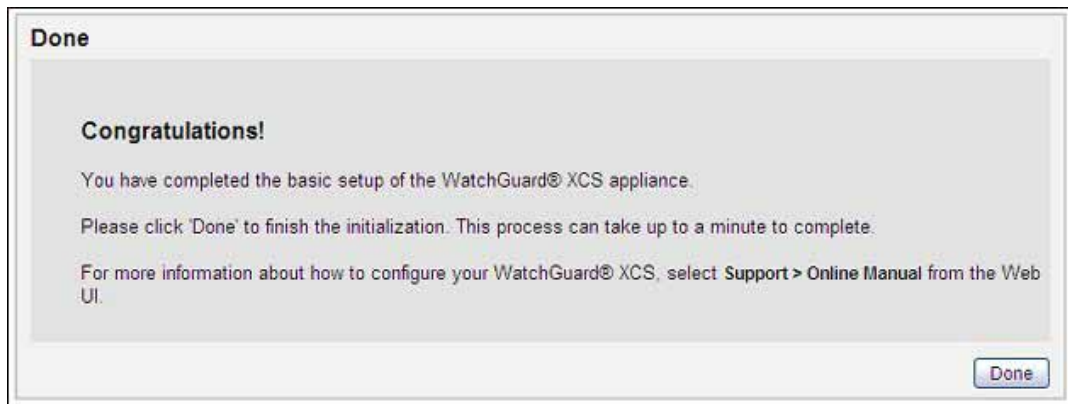 Done
Congratulations!
You have completed the basic setup of the WatchGuard® XCS appliance.
Please click 'Done' to finish the initialization. This process can take up to a minute to complete.
For more information about how to configure your WatchGuard® XCS, select Support > Online Manual from the Web
UI.
Done